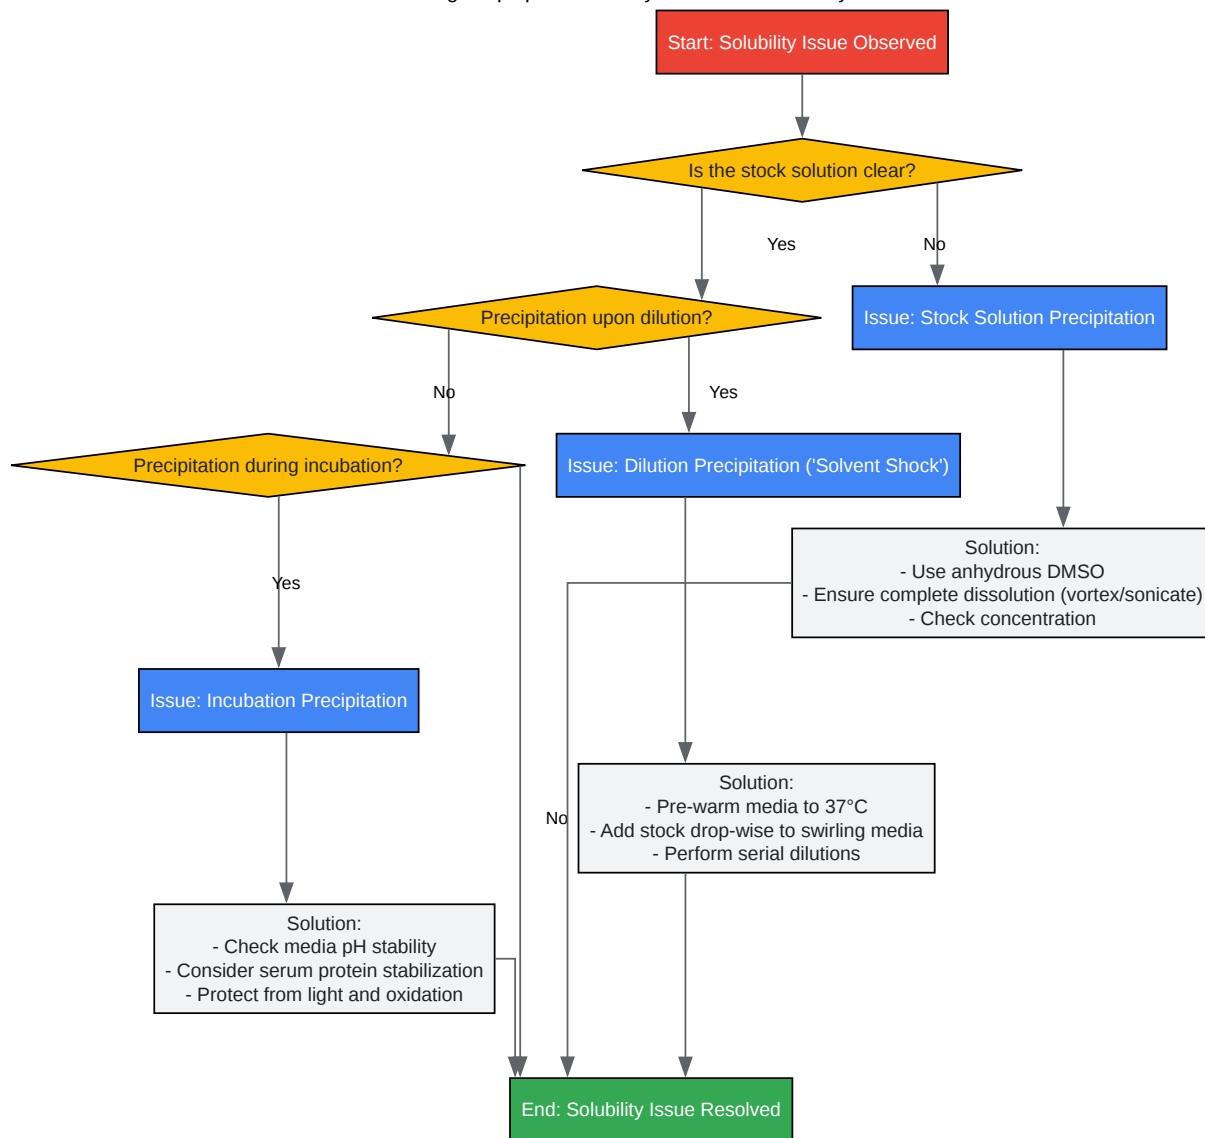 Start: Solubility Issue Observed
Is the stock solution clear?
Yes
No
Precipitation upon dilution?
Issue: Stock Solution Precipitation
No
Yes
Precipitation during incubation?
Issue: Dilution Precipitation ('Solvent Shock')
Solution:
- Use anhydrous DMSO
- Ensure complete dissolution (vortex/sonicate)
- Check concentration
Yes
Issue: Incubation Precipitation
Solution:
- Pre-warm media to 37°C
- Add stock drop-wise to swirling media
- Perform serial dilutions
No
Solution:
- Check media pH stability
- Consider serum protein stabilization
- Protect from light and oxidation
End: Solubility Issue Resolved